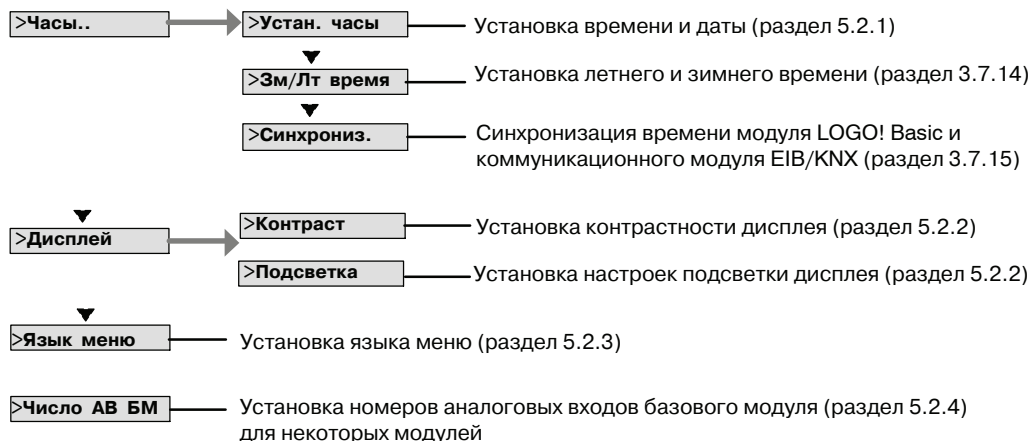 >Часы.. >Устан. часы Установка времени и даты (раздел 5.2.1)
>Зм/Лт время Установка летнего и зимнего времени (раздел 3.7.14)
>Синхрониз. Синхронизация времени модуля LOGO! Basic и
коммуникационного модуля EIB/KNX (раздел 3.7.15)
>Дисплей >Контраст Установка контрастности дисплея (раздел 5.2.2)
>Подсветка Установка настроек подсветки дисплея (раздел 5.2.2)
>Язык меню Установка языка меню (раздел 5.2.3)
>Число АВ БМ Установка номеров аналоговых входов базового модуля (раздел 5.2.4)
для некоторых модулей